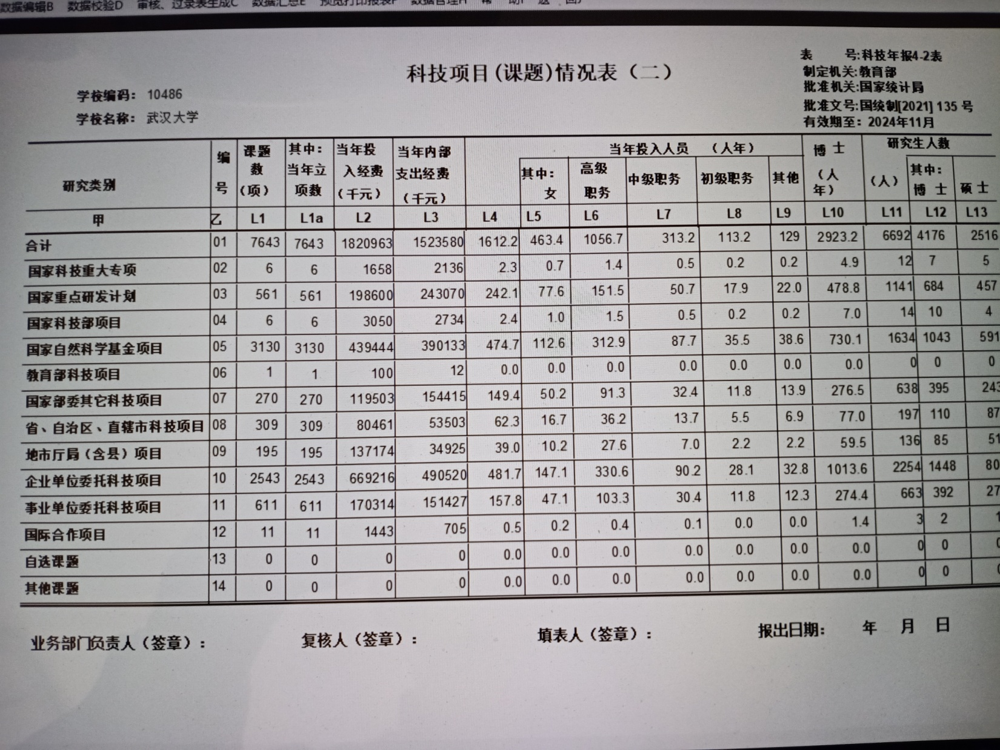 数据编辑B 数据校验D 审核、过录表生成C 数据汇总E 预览打印报表P 数据管理H 帮 助I 返 回J
科技项目(课题)情况表（二）
表 号:科技年报4-2表
制定机关:教育部
批准机关:国家统计局
批准文号:国统制[2021] 135 号
有效期至：2024年11月
学校编码： 10486
学校名称： 武汉大学
研究类别 编号 课题数(项) 其中：当年立项数 当年投入经费（千元） 当年内部支出经费（千元） 当年投入人员 （人年） 其中：女 高级职务 中级职务 初级职务 其他 博士（人年） 研究生人数（人） 其中：博士 硕士
甲 乙 L1 L1a L2 L3 L4 L5 L6 L7 L8 L9 L10 L11 L12 L13
合计 01 7643 7643 1820963 1523580 1612.2 463.4 1056.7 313.2 113.2 129 2923.2 6692 4176 2516
国家科技重大专项 02 6 6 1658 2136 2.3 0.7 1.4 0.5 0.2 0.2 4.9 12 7 5
国家重点研发计划 03 561 561 198600 243070 242.1 77.6 151.5 50.7 17.9 22.0 478.8 1141 684 457
国家科技部项目 04 6 6 3050 2734 2.4 1.0 1.5 0.5 0.2 0.2 7.0 14 10 4
国家自然科学基金项目 05 3130 3130 439444 390133 474.7 112.6 312.9 87.7 35.5 38.6 730.1 1634 1043 591
教育部科技项目 06 1 1 100 12 0.0 0.0 0.0 0.0 0.0 0.0 0.0 0 0 0
国家部委其它科技项目 07 270 270 119503 154415 149.4 50.2 91.3 32.4 11.8 13.9 276.5 638 395 243
省、自治区、直辖市科技项目 08 309 309 80461 53503 62.3 16.7 36.2 13.7 5.5 6.9 77.0 197 110 87
地市厅局（含县）项目 09 195 195 137174 34925 39.0 10.2 27.6 7.0 2.2 2.2 59.5 136 85 51
企业单位委托科技项目 10 2543 2543 669216 490520 481.7 147.1 330.6 90.2 28.1 32.8 1013.6 2254 1448 80
事业单位委托科技项目 11 611 611 170314 151427 157.8 47.1 103.3 30.4 11.8 12.3 274.4 663 392 27
国际合作项目 12 11 11 1443 705 0.5 0.2 0.4 0.1 0.0 0.0 1.4 3 2 1
自选课题 13 0 0 0 0 0.0 0.0 0.0 0.0 0.0 0.0 0.0 0 0 0
其他课题 14 0 0 0 0 0.0 0.0 0.0 0.0 0.0 0.0 0.0 0 0 0
业务部门负责人（签章）： 复核人（签章）： 填表人（签章）： 报出日期： 年 月 日